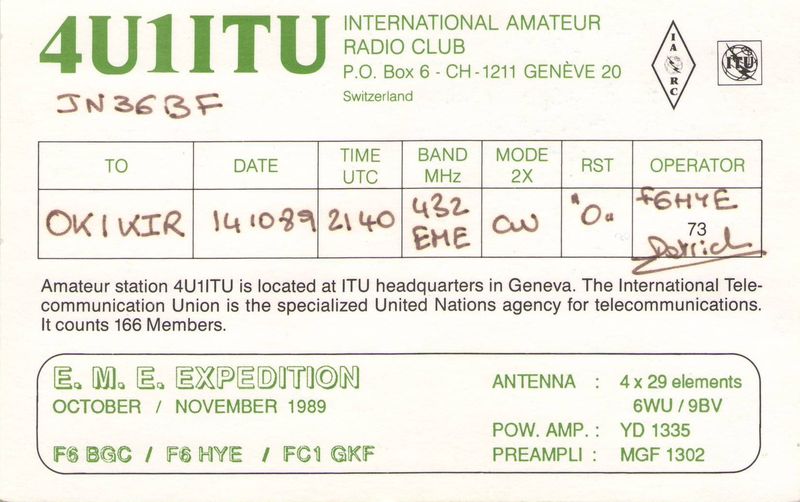 4U1ITU
INTERNATIONAL AMATEUR
RADIO CLUB
P.O. Box 6 - CH-1211 GENÈVE 20
Switzerland
IARC
ITU
JN36BF
TO DATE TIME UTC BAND MHz MODE 2X RST OPERATOR
OK1KIR 141089 2140 432 EME CW "O" F6HYE
73
Patrick
Amateur station 4U1ITU is located at ITU headquarters in Geneva. The International Tele-
communication Union is the specialized United Nations agency for telecommunications.
It counts 166 Members.
E. M. E. EXPEDITION
OCTOBER / NOVEMBER 1989
F6 BGC / F6 HYE / FC1 GKF
ANTENNA : 4 x 29 elements
6WU / 9BV
POW. AMP. : YD 1335
PREAMPLI : MGF 1302